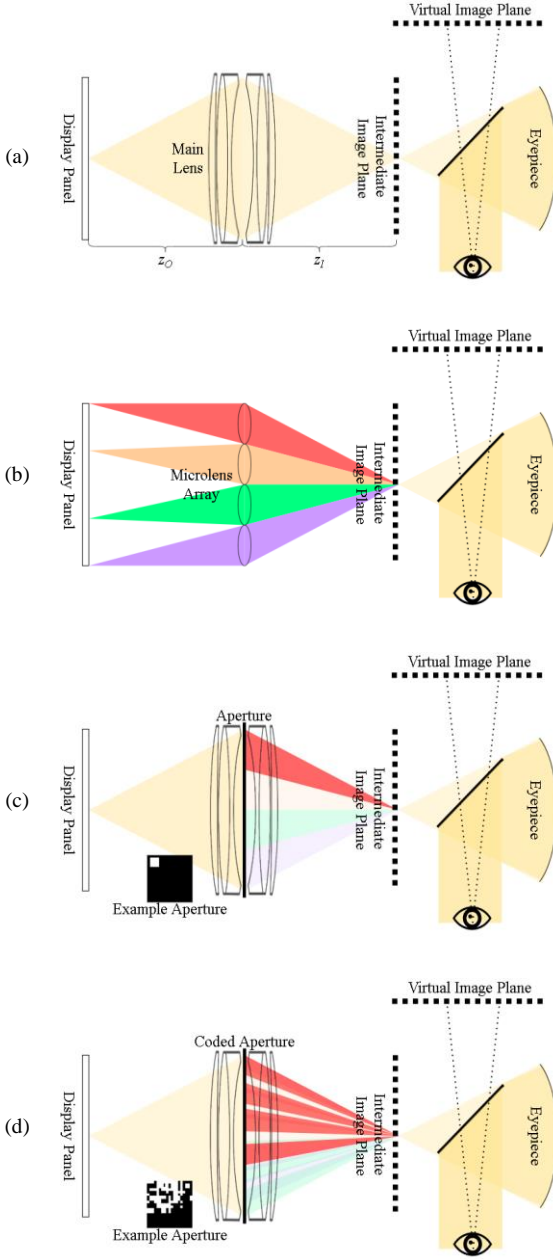 Virtual Image Plane
(a)
Display Panel
Main
Lens
Intermediate
Image Plane
Eyepiece
z_O
z_I
Virtual Image Plane
(b)
Display Panel
Microlens
Array
Intermediate
Image Plane
Eyepiece
Virtual Image Plane
Aperture
(c)
Display Panel
Intermediate
Image Plane
Eyepiece
Example Aperture
Virtual Image Plane
Coded Aperture
(d)
Display Panel
Intermediate
Image Plane
Eyepiece
Example Aperture